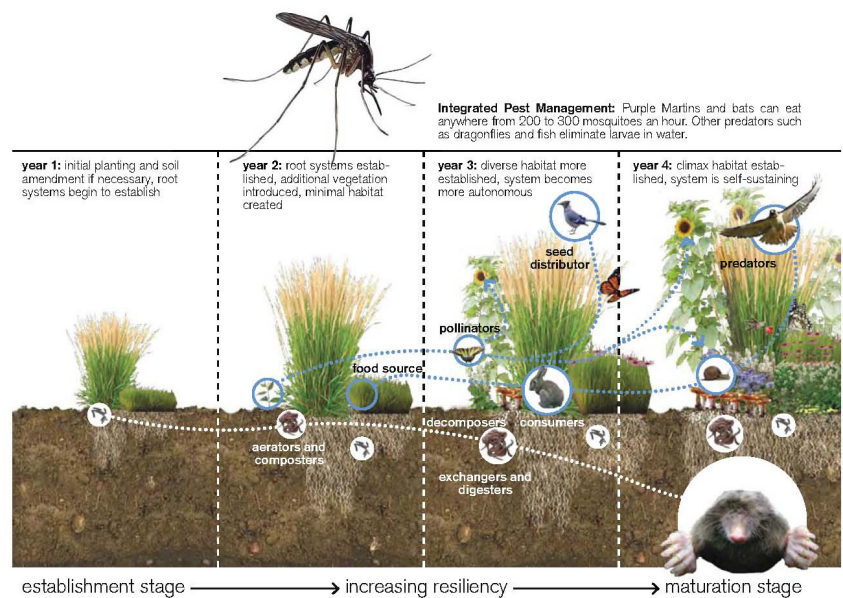 Integrated Pest Management: Purple Martins and bats can eat
anywhere from 200 to 300 mosquitoes an hour. Other predators such
as dragonflies and fish eliminate larvae in water.
year 1: initial planting and soil
amendment if necessary, root
systems begin to establish
year 2: root systems estab-
lished, additional vegetation
introduced, minimal habitat
created
year 3: diverse habitat more
established, system becomes
more autonomous
year 4: climax habitat estab-
lished, system is self-sustaining
seed
distributor
predators
pollinators
food source
decomposers
consumers
aerators and
composters
exchangers and
digesters
establishment stage
increasing resiliency
maturation stage